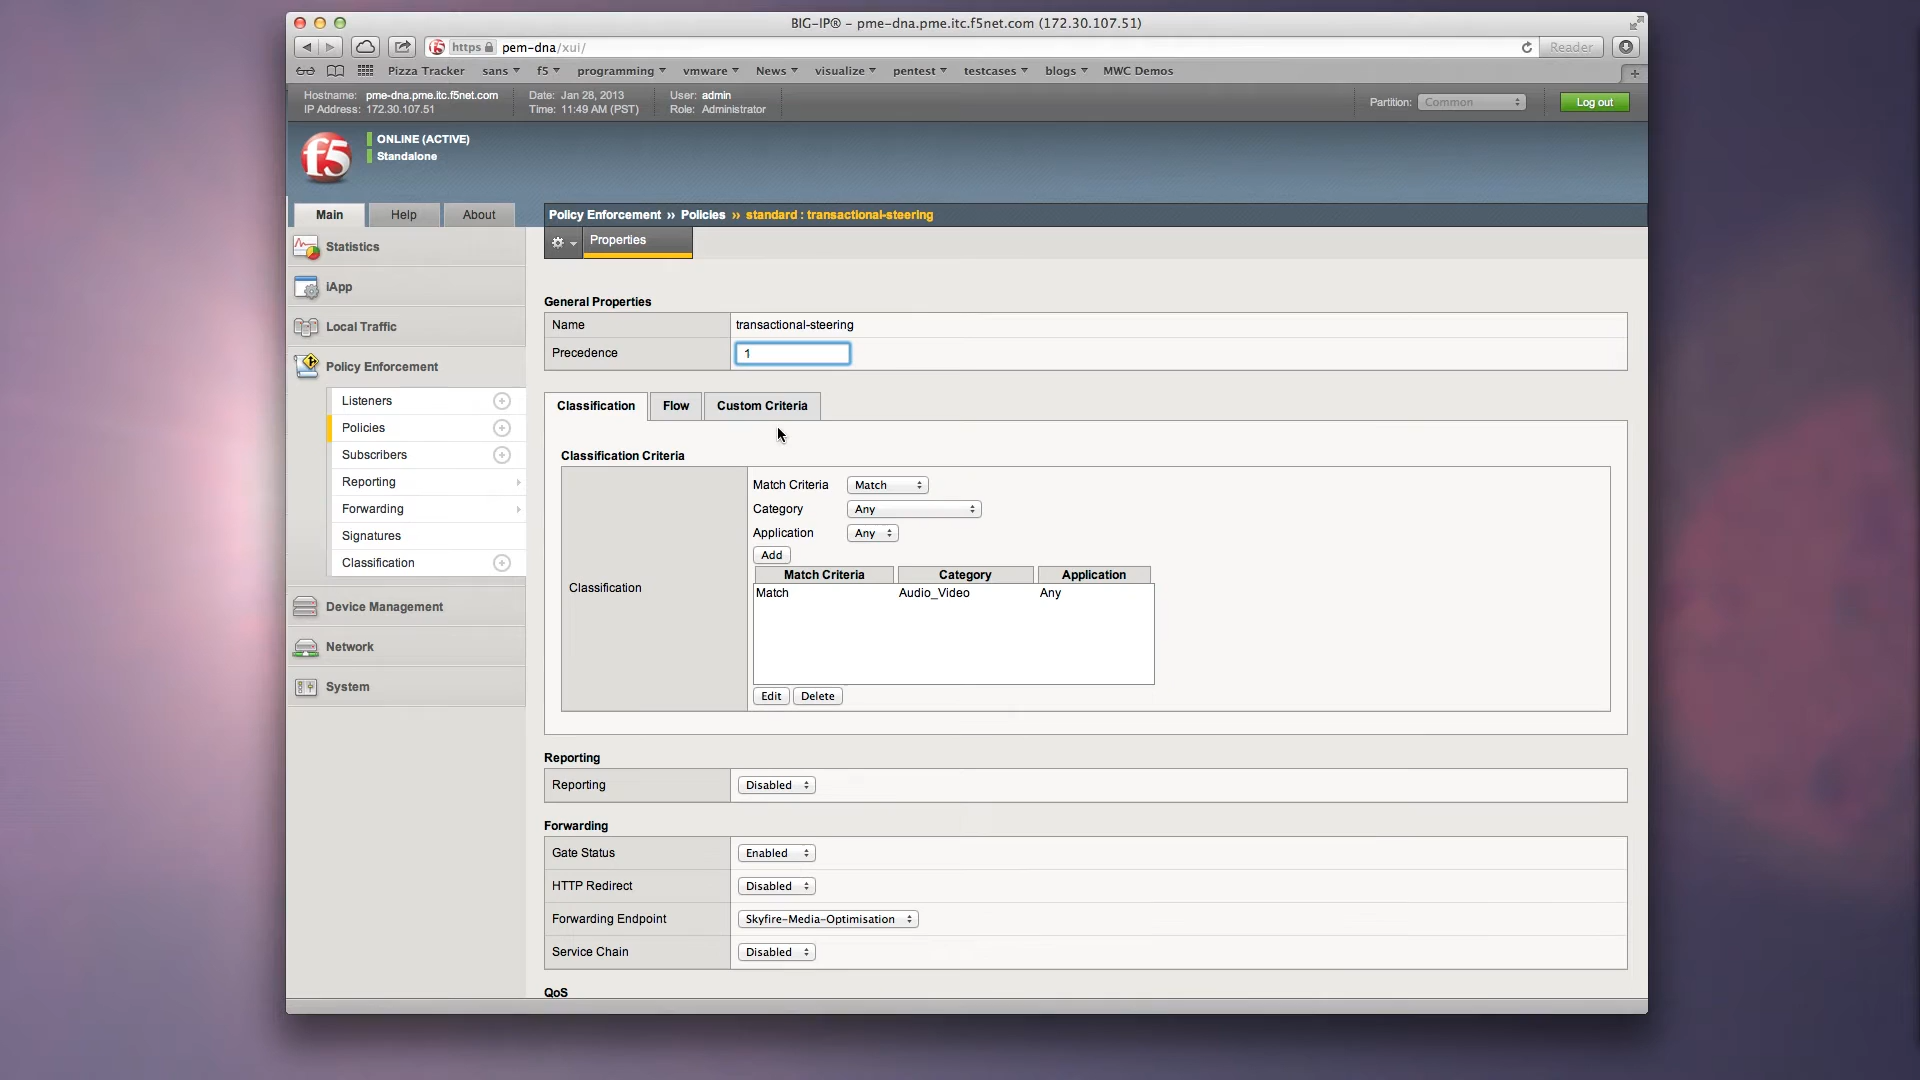 BIG-IP® – pme-dna.pme.itc.f5net.com (172.30.107.51)
https pem-dna/xui/ Reader
Pizza Tracker sans f5 programming vmware News visualize pentest testcases blogs MWC Demos
Hostname: pme-dna.pme.itc.f5net.com Date: Jan 28, 2013 User: admin
IP Address: 172.30.107.51 Time: 11:49 AM (PST) Role: Administrator
Partition: Common Log out
f5
ONLINE (ACTIVE)
Standalone
Main Help About
Policy Enforcement ›› Policies ›› standard : transactional-steering
Properties
Statistics
iApp
Local Traffic
Policy Enforcement
Listeners
Policies
Subscribers
Reporting
Forwarding
Signatures
Classification
Device Management
Network
System
General Properties
Name transactional-steering
Precedence 1
Classification Flow Custom Criteria
Classification Criteria
Classification
Match Criteria Match
Category Any
Application Any
Add
Match Criteria Category Application
Match Audio_Video Any
Edit Delete
Reporting
Reporting Disabled
Forwarding
Gate Status Enabled
HTTP Redirect Disabled
Forwarding Endpoint Skyfire-Media-Optimisation
Service Chain Disabled
QoS